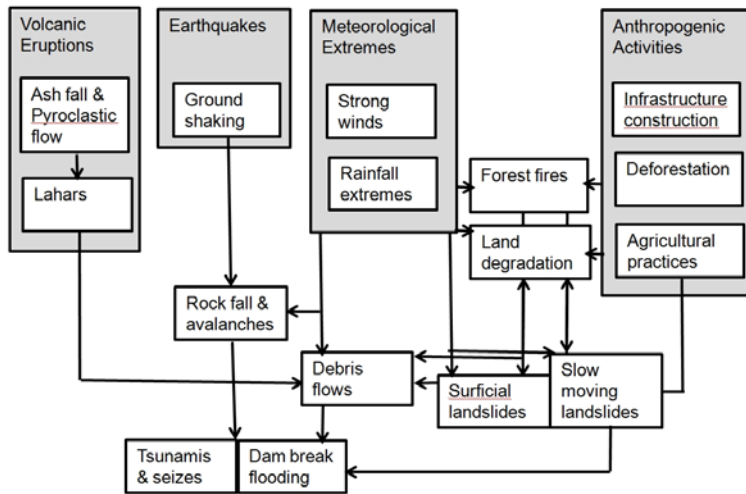 Volcanic
Eruptions
Ash fall &
Pyroclastic
flow
Lahars
Earthquakes
Ground
shaking
Meteorological
Extremes
Strong
winds
Rainfall
extremes
Anthropogenic
Activities
Infrastructure
construction
Deforestation
Agricultural
practices
Forest fires
Land
degradation
Rock fall &
avalanches
Debris
flows
Surficial
landslides
Slow
moving
landslides
Tsunamis
& seizes
Dam break
flooding